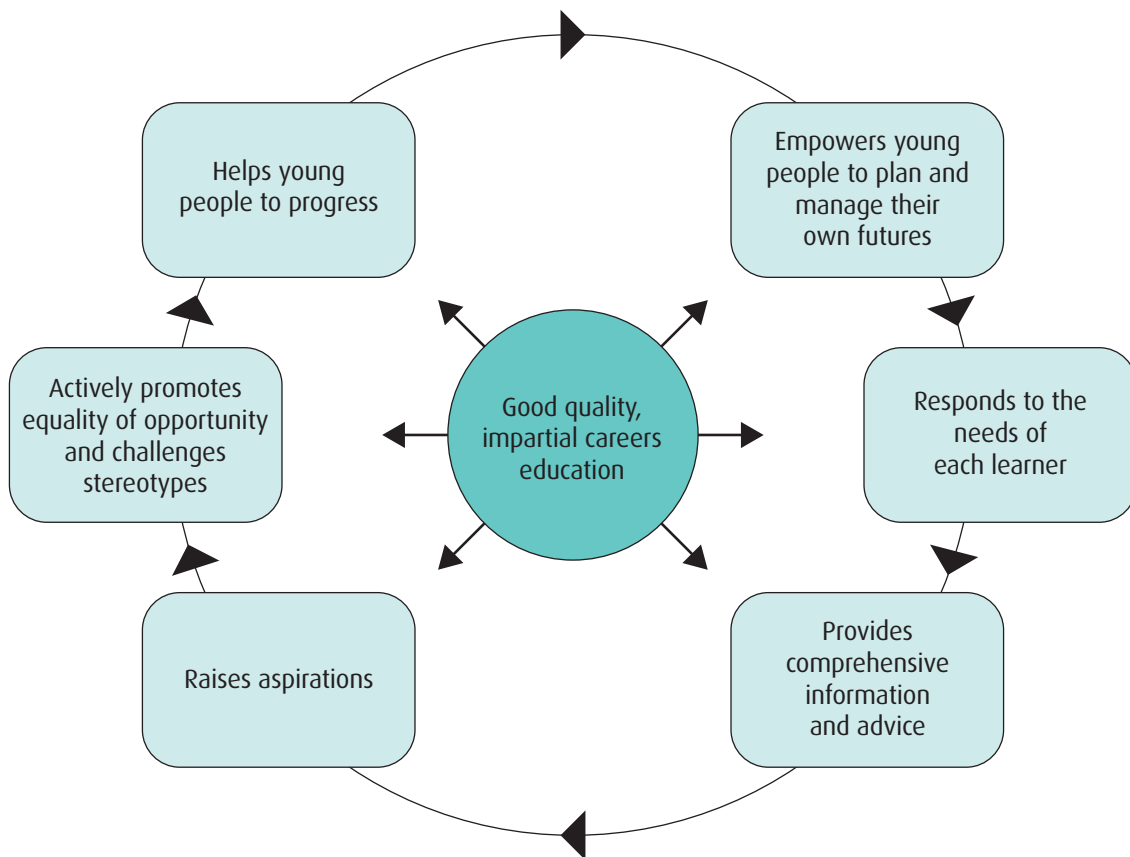 Helps young
people to progress
Empowers young
people to plan and
manage their
own futures
Actively promotes
equality of opportunity
and challenges
stereotypes
Good quality,
impartial careers
education
Responds to the
needs of
each learner
Raises aspirations
Provides
comprehensive
information
and advice